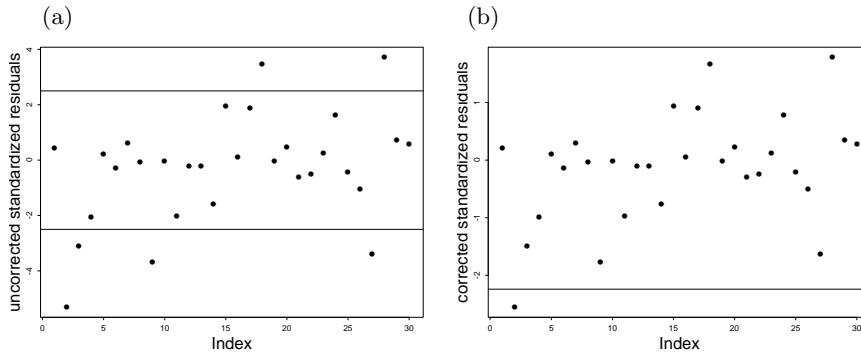 (a)
(b)
uncorrected standardized residuals
4
2
0
-2
-4
0 5 10 15 20 25 30
Index
corrected standardized residuals
1
0
-1
-2
0 5 10 15 20 25 30
Index